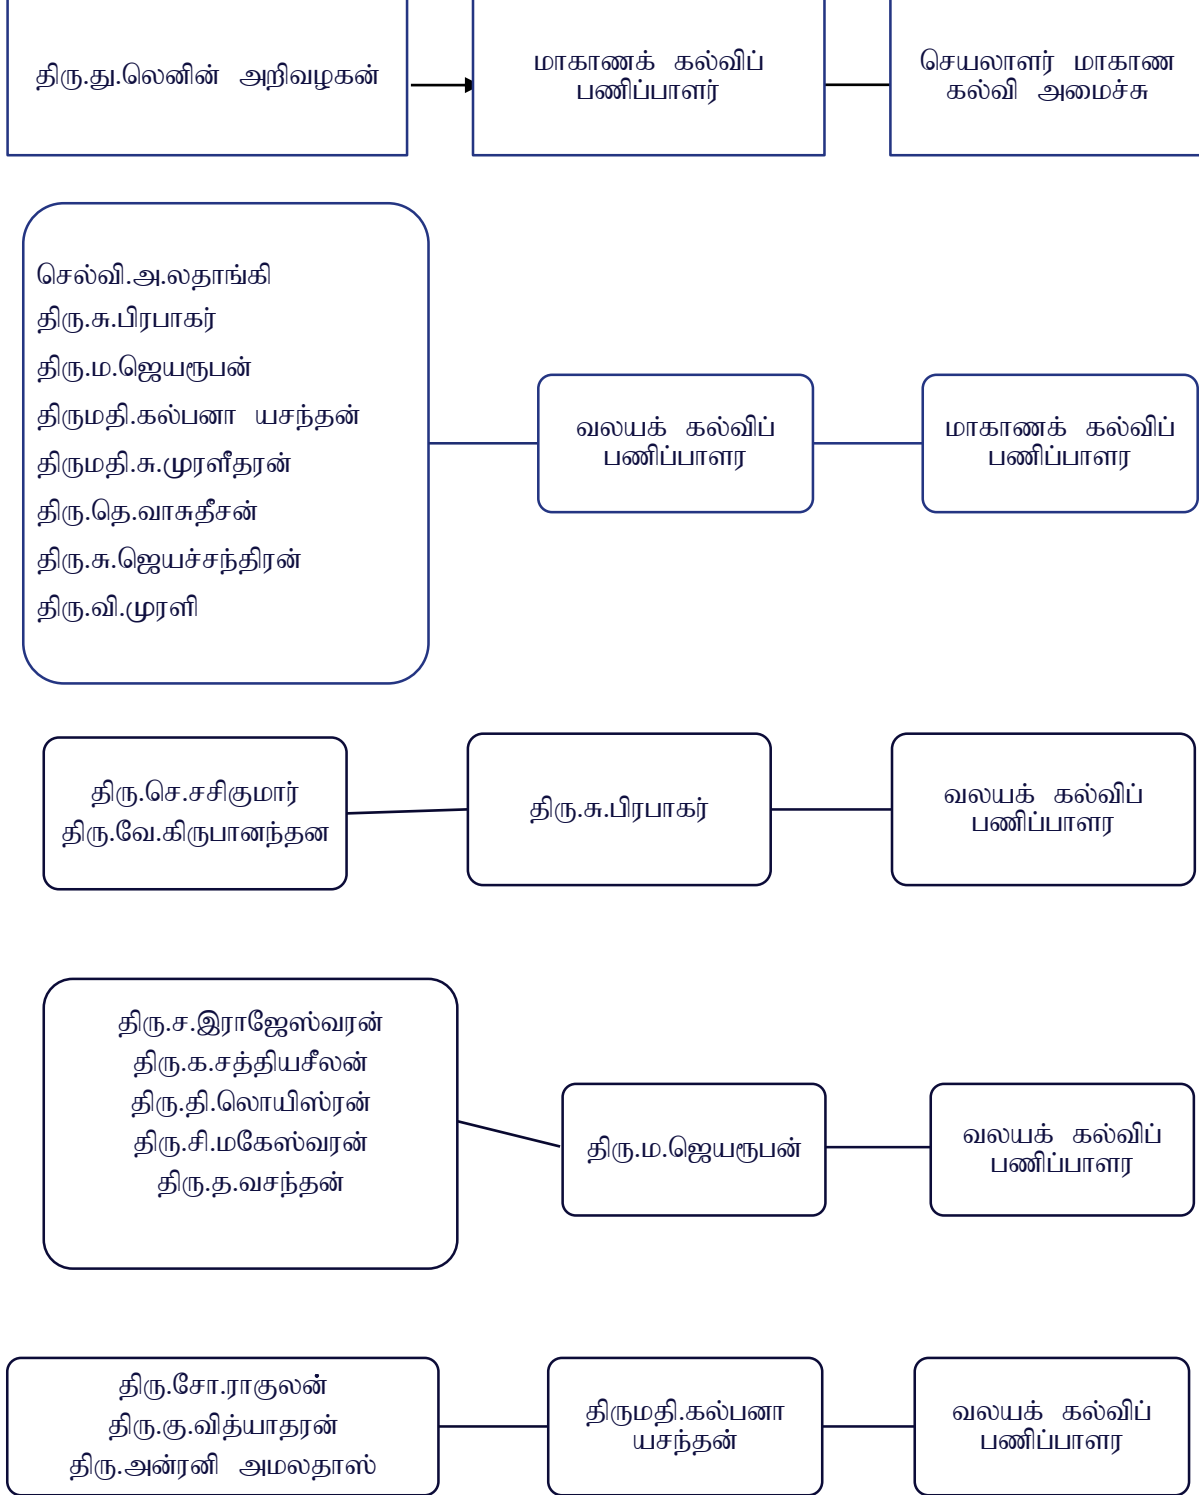 திரு.து.லெனின் அறிவழகன்
மாகாணக் கல்விப்
பணிப்பாளர்
செயலாளர் மாகாண
கல்வி அமைச்சு
செல்வி.அ.லதாங்கி
திரு.சு.பிரபாகர்
திரு.ம.ஜெயரூபன்
திருமதி.கல்பனா யசந்தன்
திருமதி.சு.முரளீதரன்
திரு.தெ.வாசுதீசன்
திரு.சு.ஜெயச்சந்திரன்
திரு.வி.முரளி
வலயக் கல்விப்
பணிப்பாளர
மாகாணக் கல்விப்
பணிப்பாளர
திரு.செ.சசிகுமார்
திரு.வே.கிருபானந்தன
திரு.சு.பிரபாகர்
வலயக் கல்விப்
பணிப்பாளர
திரு.ச.இராஜேஸ்வரன்
திரு.க.சத்தியசீலன்
திரு.தி.லொயிஸ்ரன்
திரு.சி.மகேஸ்வரன்
திரு.த.வசந்தன்
திரு.ம.ஜெயரூபன்
வலயக் கல்விப்
பணிப்பாளர
திரு.சோ.ராகுலன்
திரு.கு.வித்யாதரன்
திரு.அன்ரனி அமலதாஸ்
திருமதி.கல்பனா
யசந்தன்
வலயக் கல்விப்
பணிப்பாளர